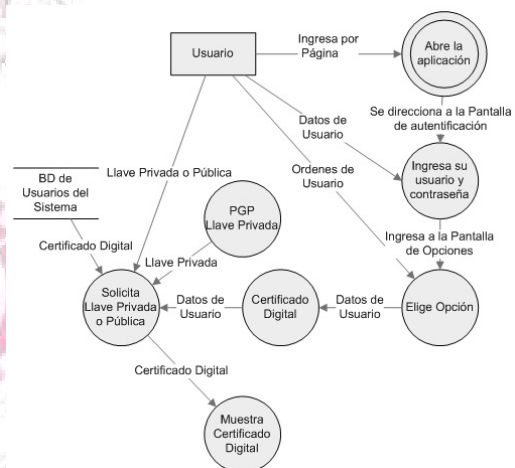 Ingresa por
Página
Usuario
Abre la
aplicación
Se direcciona a la Pantalla
de autentificación
Datos de
Usuario
Llave Privada o Pública
Ordenes de
Usuario
Ingresa su
usuario y
contraseña
BD de
Usuarios del
Sistema
PGP
Llave Privada
Ingresa a la Pantalla
de Opciones
Certificado Digital
Llave Privada
Solicita
Llave Privada
o Pública
Datos de
Usuario
Certificado
Digital
Datos de
Usuario
Elige Opción
Certificado Digital
Muestra
Certificado
Digital